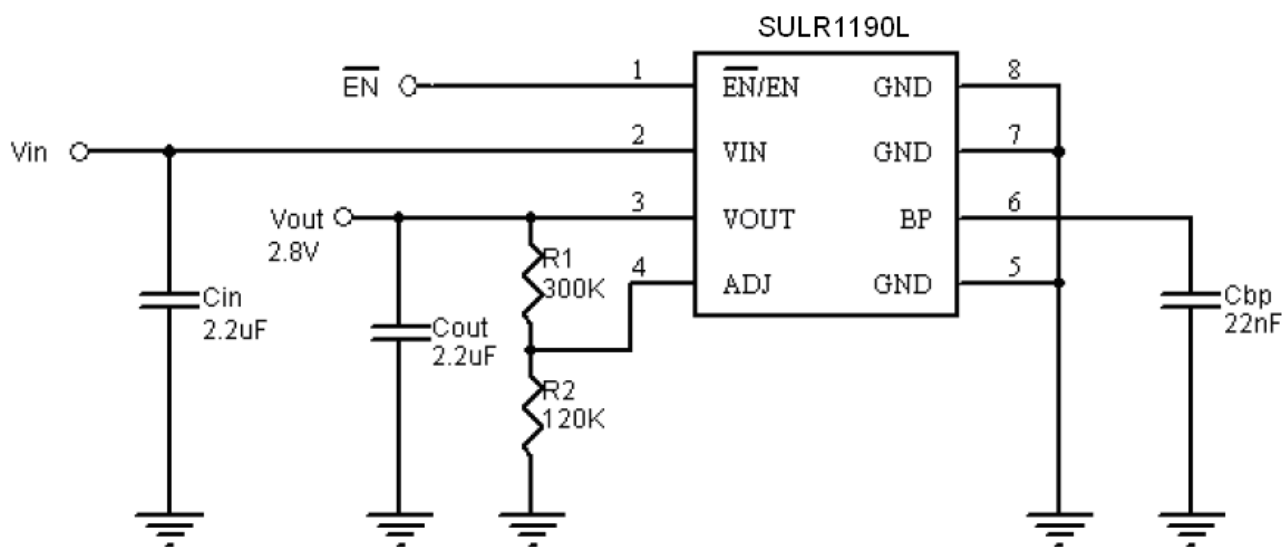 SULR1190L
EN
1
EN/EN
GND
8
Vin
2
VIN
GND
7
Vout
2.8V
3
VOUT
BP
6
R1
300K
4
ADJ
GND
5
Cin
2.2uF
Cout
2.2uF
Cbp
22nF
R2
120K